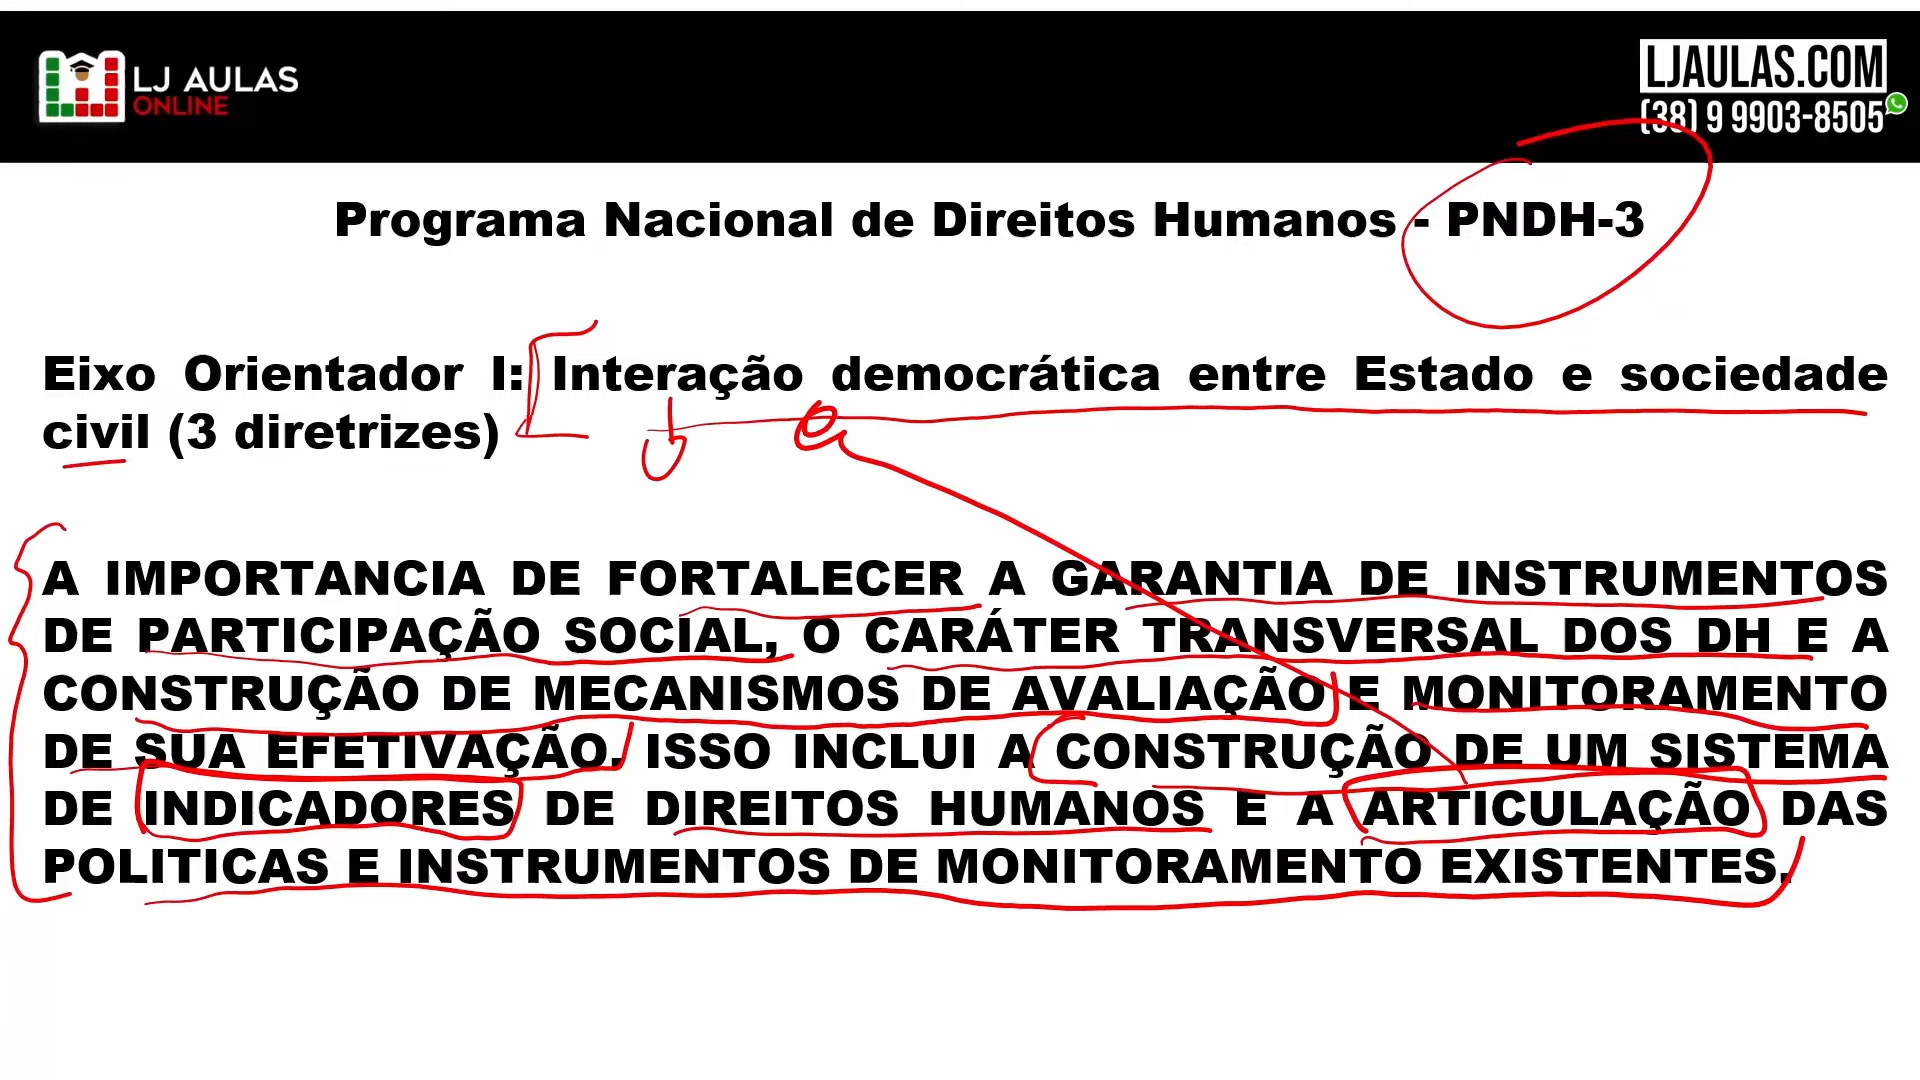 LJ AULAS
ONLINE
LJAULAS.COM
(38) 9 9903-8505
Programa Nacional de Direitos Humanos - PNDH-3
Eixo Orientador I: Interação democrática entre Estado e sociedade
civil (3 diretrizes)
A IMPORTANCIA DE FORTALECER A GARANTIA DE INSTRUMENTOS
DE PARTICIPAÇÃO SOCIAL, O CARÁTER TRANSVERSAL DOS DH E A
CONSTRUÇÃO DE MECANISMOS DE AVALIAÇÃO E MONITORAMENTO
DE SUA EFETIVAÇÃO. ISSO INCLUI A CONSTRUÇÃO DE UM SISTEMA
DE INDICADORES DE DIREITOS HUMANOS E A ARTICULAÇÃO DAS
POLITICAS E INSTRUMENTOS DE MONITORAMENTO EXISTENTES.